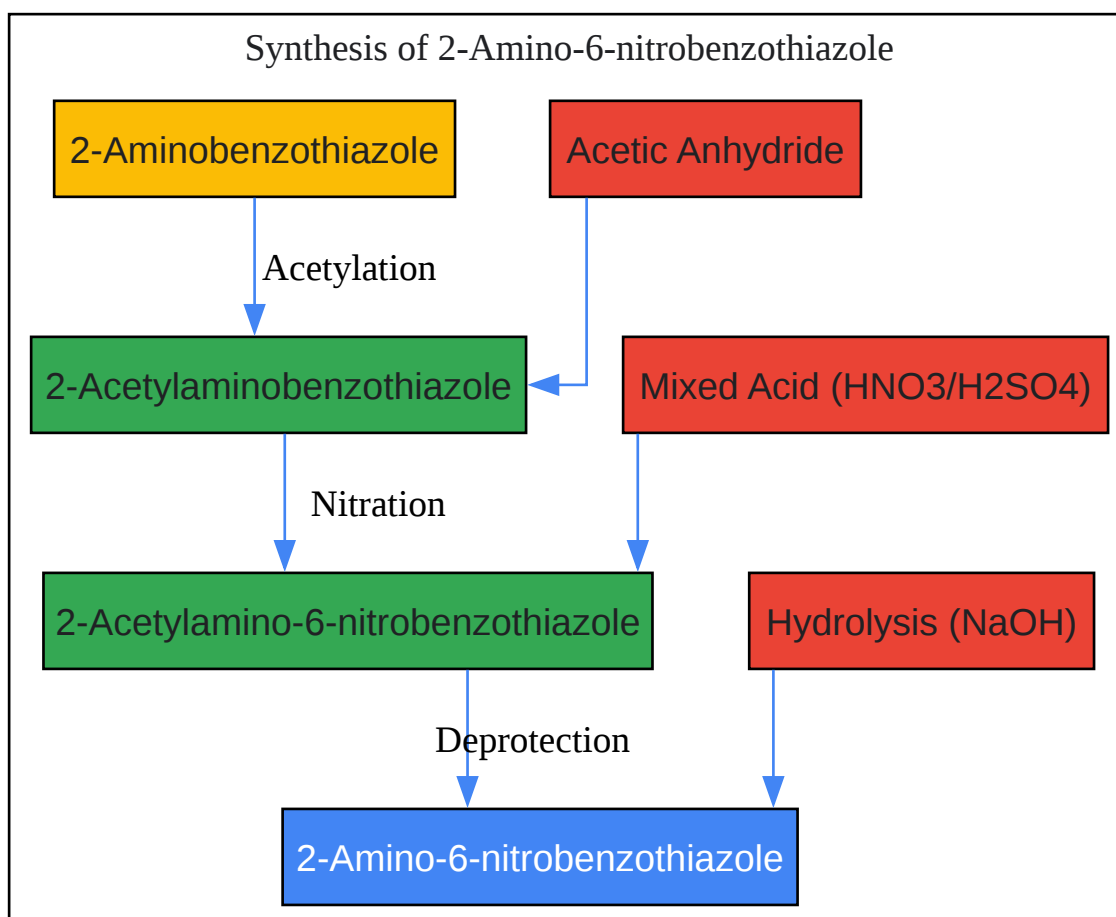 Synthesis of 2-Amino-6-nitrobenzothiazole
2-Aminobenzothiazole
Acetic Anhydride
Acetylation
2-Acetylaminobenzothiazole
Mixed Acid (HNO3/H2SO4)
Nitration
2-Acetylamino-6-nitrobenzothiazole
Hydrolysis (NaOH)
Deprotection
2-Amino-6-nitrobenzothiazole